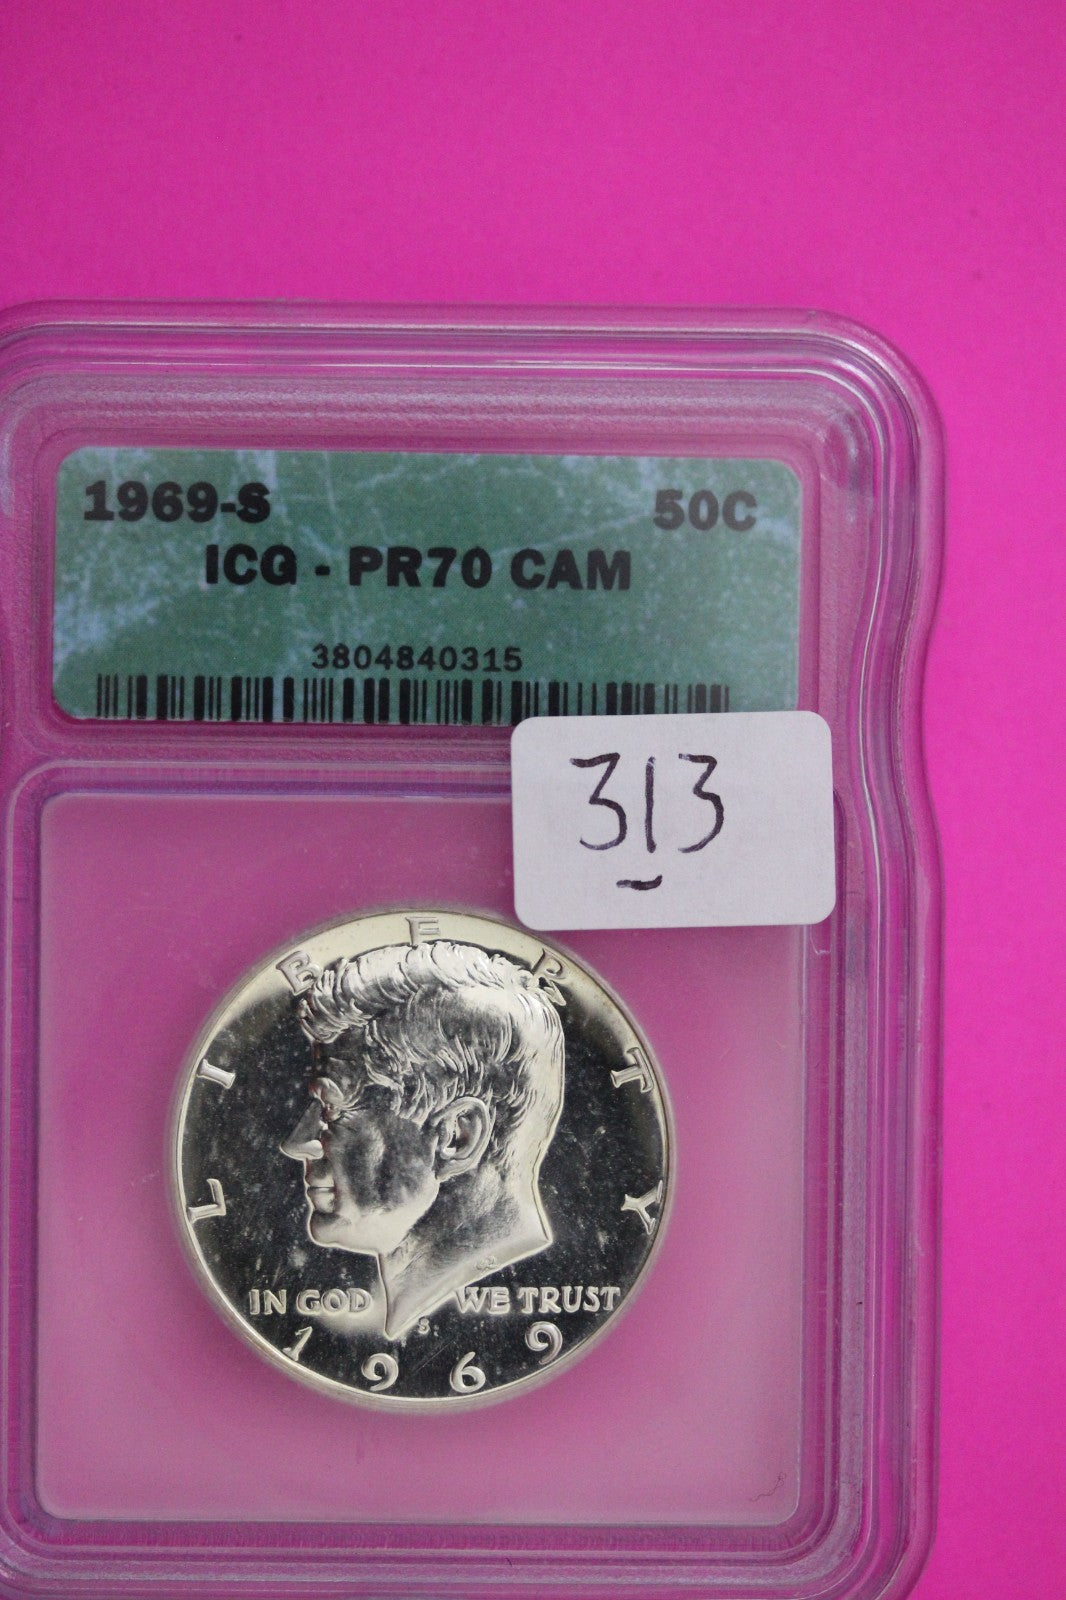 1969-S 50C
ICG - PR70 CAM
3804840315
313
LIBERTY
IN GOD WE TRUST
S
1969